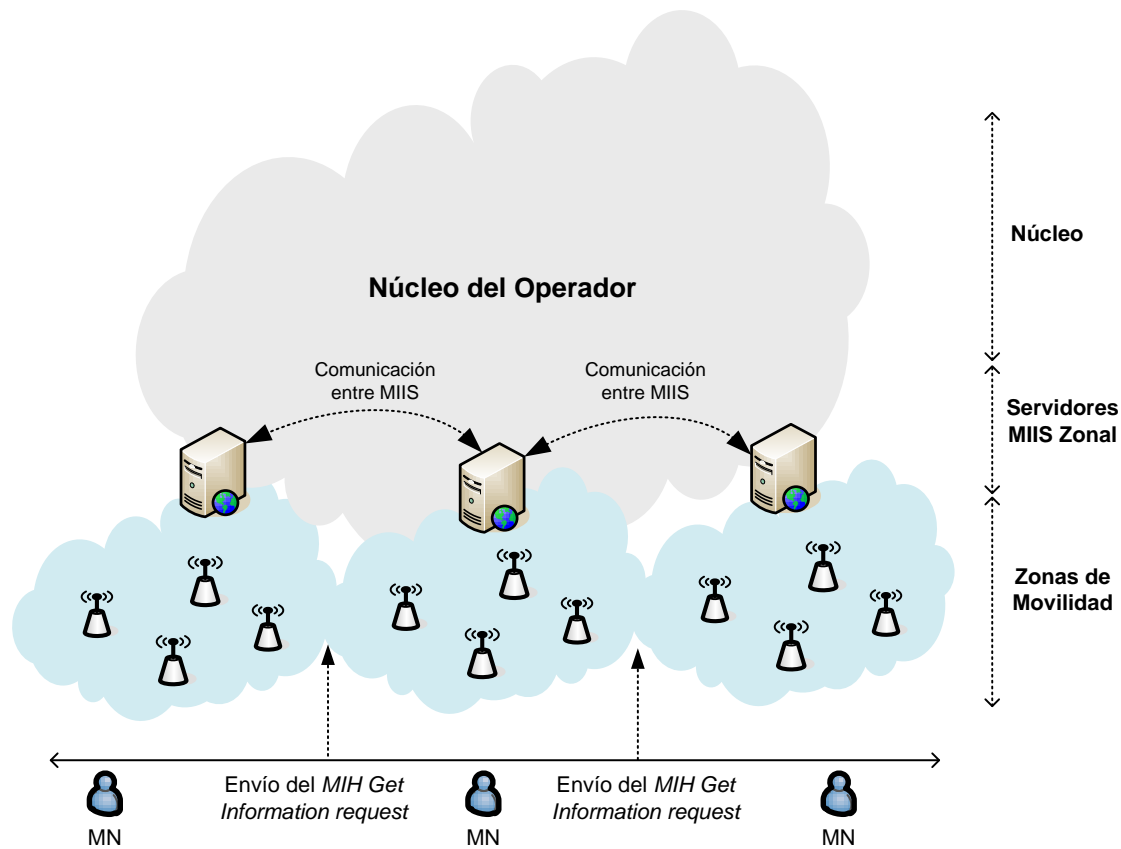 Núcleo
Núcleo del Operador
Comunicación
entre MIIS
Comunicación
entre MIIS
Servidores
MIIS Zonal
Zonas de
Movilidad
Envío del MIH Get
Information request
Envío del MIH Get
Information request
MN
MN
MN